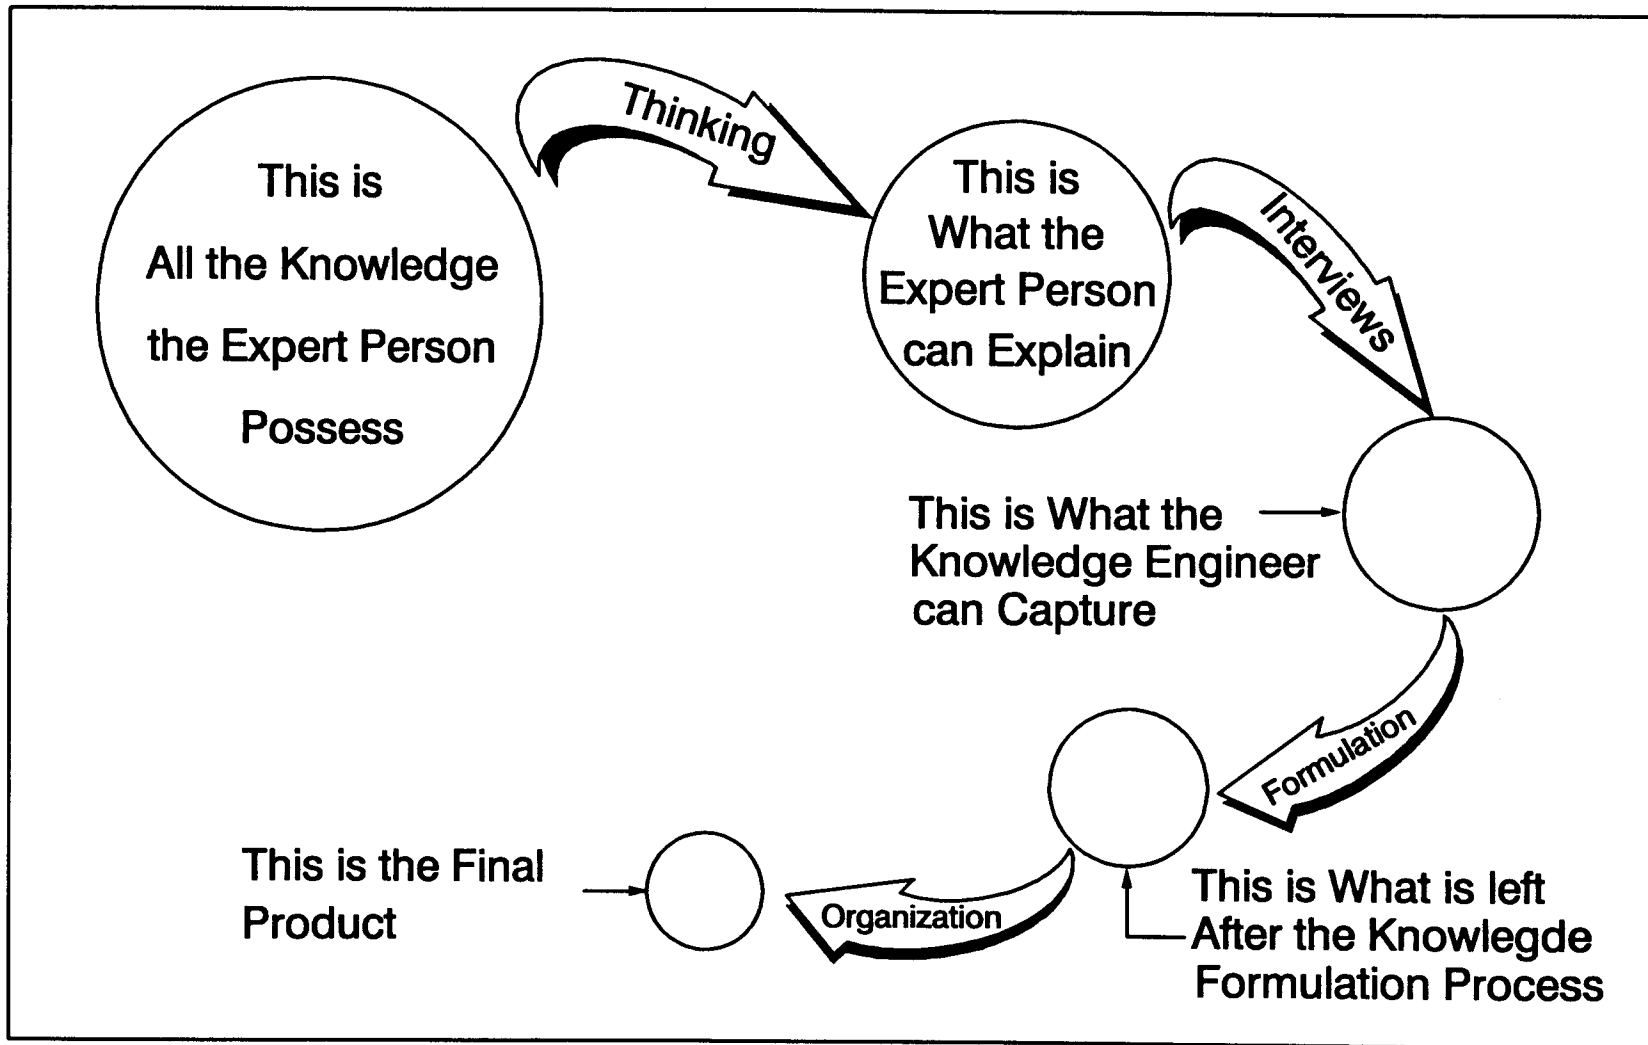 This is
All the Knowledge
the Expert Person
Possess
Thinking
This is
What the
Expert Person
can Explain
Interviews
This is What the
Knowledge Engineer
can Capture
Formulation
This is What is left
After the Knowlegde
Formulation Process
Organization
This is the Final
Product